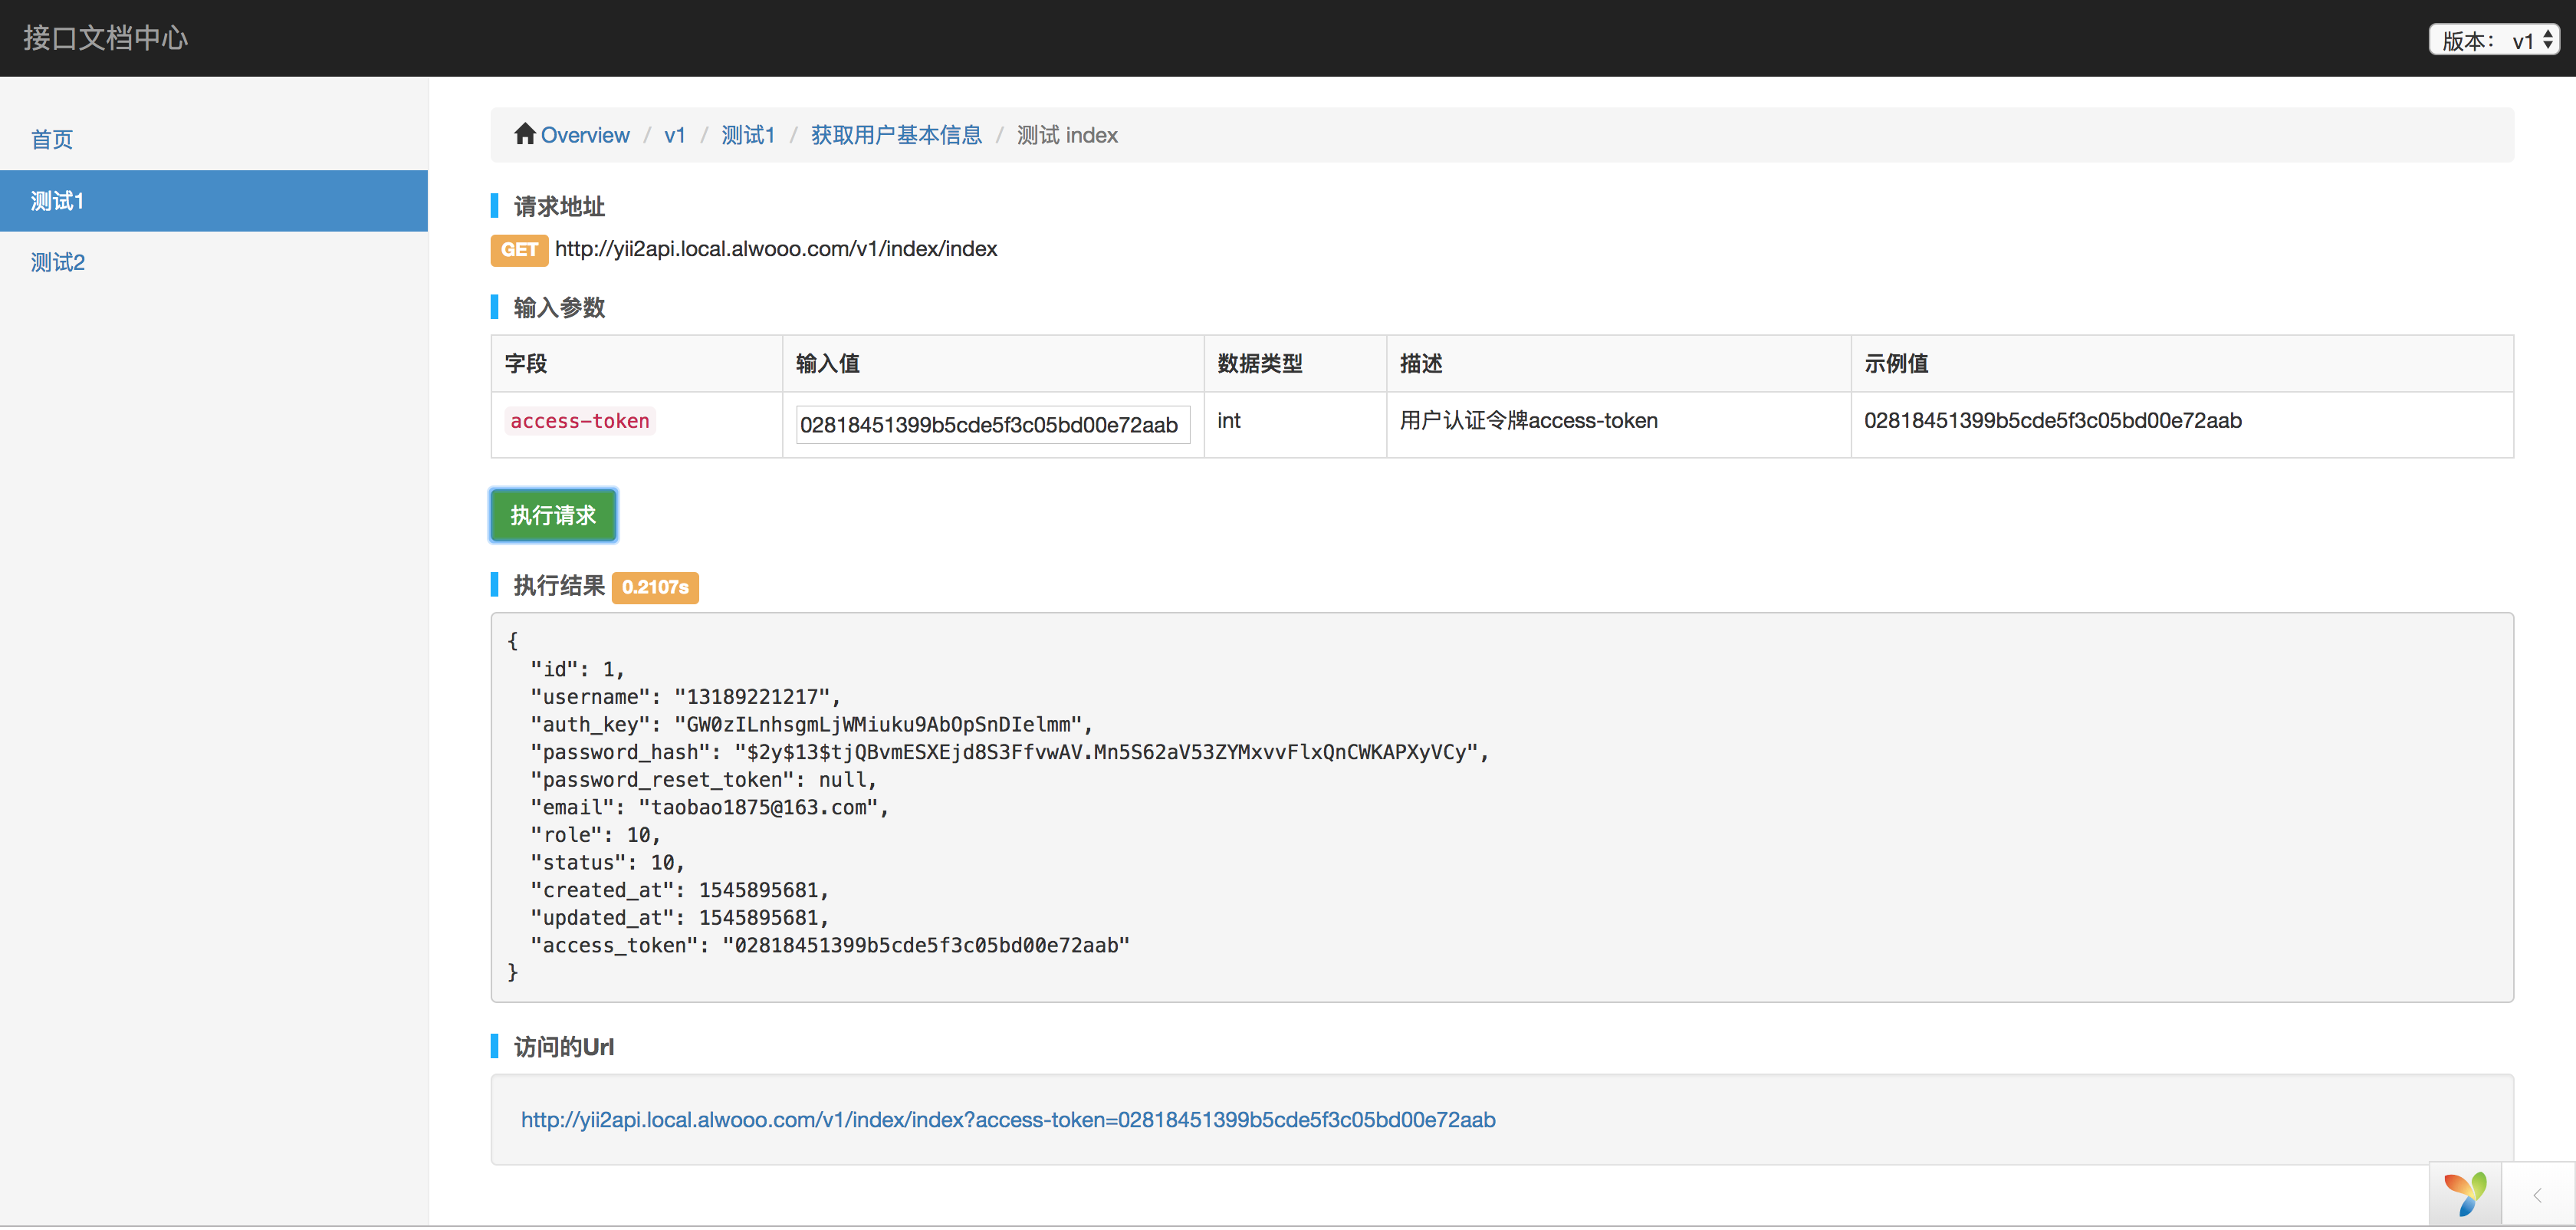 接口文档中心
版本： v1
首页
测试1
测试2
Overview / v1 / 测试1 / 获取用户基本信息 / 测试 index
请求地址
GET http://yii2api.local.alwooo.com/v1/index/index
输入参数
字段 输入值 数据类型 描述 示例值
access-token 02818451399b5cde5f3c05bd00e72aab int 用户认证令牌access-token 02818451399b5cde5f3c05bd00e72aab
执行请求
执行结果 0.2107s
{
"id": 1,
"username": "13189221217",
"auth_key": "GW0zILnhsgmLjWMiuku9AbOpSnDIelmm",
"password_hash": "$2y$13$tjQBvmESXEjd8S3FfvwAV.Mn5S62aV53ZYMxvvFlxQnCWKAPXyVCy",
"password_reset_token": null,
"email": "taobao1875@163.com",
"role": 10,
"status": 10,
"created_at": 1545895681,
"updated_at": 1545895681,
"access_token": "02818451399b5cde5f3c05bd00e72aab"
}
访问的Url
http://yii2api.local.alwooo.com/v1/index/index?access-token=02818451399b5cde5f3c05bd00e72aab